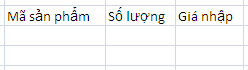 Mã sản phẩm Số lượng Giá nhập